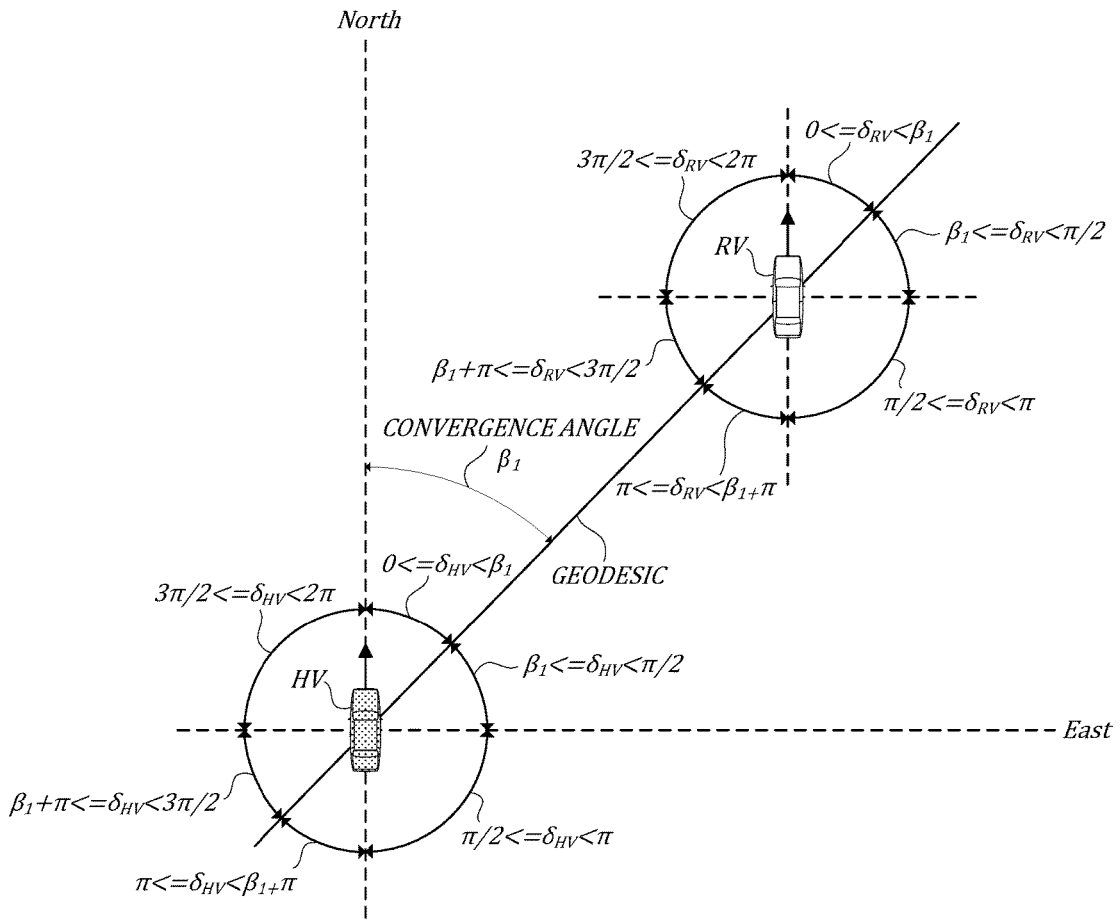 North
0<=δRV<β1
3π/2<=δRV<2π
β1<=δRV<π/2
RV
β1+π<=δRV<3π/2
π/2<=δRV<π
CONVERGENCE ANGLE
β1
π<=δRV<β1+π
0<=δHV<β1
GEODESIC
3π/2<=δHV<2π
β1<=δHV<π/2
HV
East
β1+π<=δHV<3π/2
π/2<=δHV<π
π<=δHV<β1+π